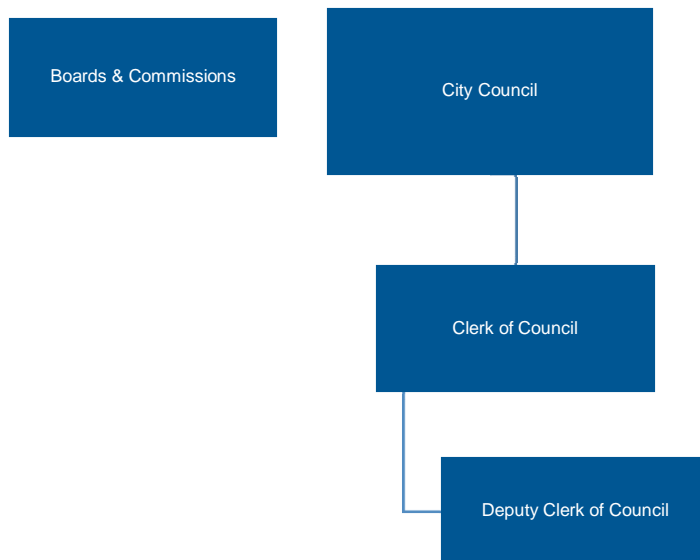 Boards & Commissions
City Council
Clerk of Council
Deputy Clerk of Council